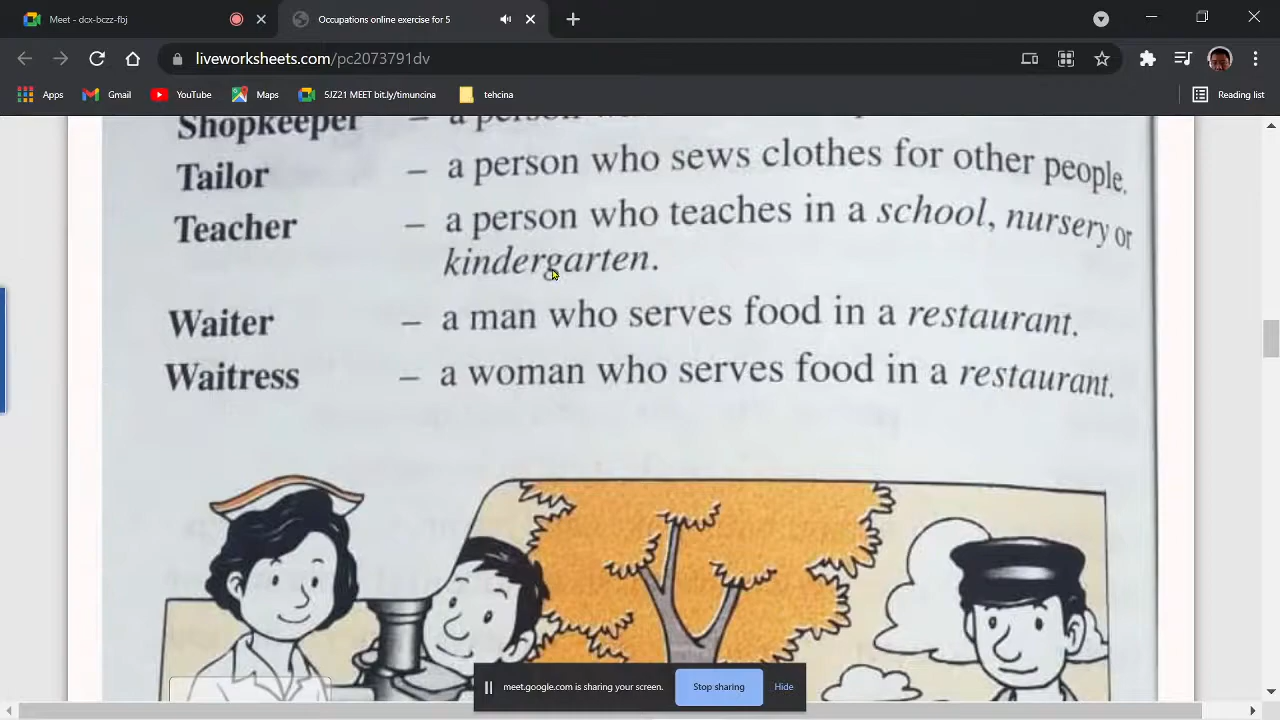 Meet - dcx-bczz-fbj
Occupations online exercise for 5
liveworksheets.com/pc2073791dv
Apps Gmail YouTube Maps 5JZ21 MEET bit.ly/timuncina tehcina Reading list
Shopkeeper – a person
Tailor – a person who sews clothes for other people.
Teacher – a person who teaches in a school, nursery or
kindergarten.
Waiter – a man who serves food in a restaurant.
Waitress – a woman who serves food in a restaurant.
meet.google.com is sharing your screen. Stop sharing Hide